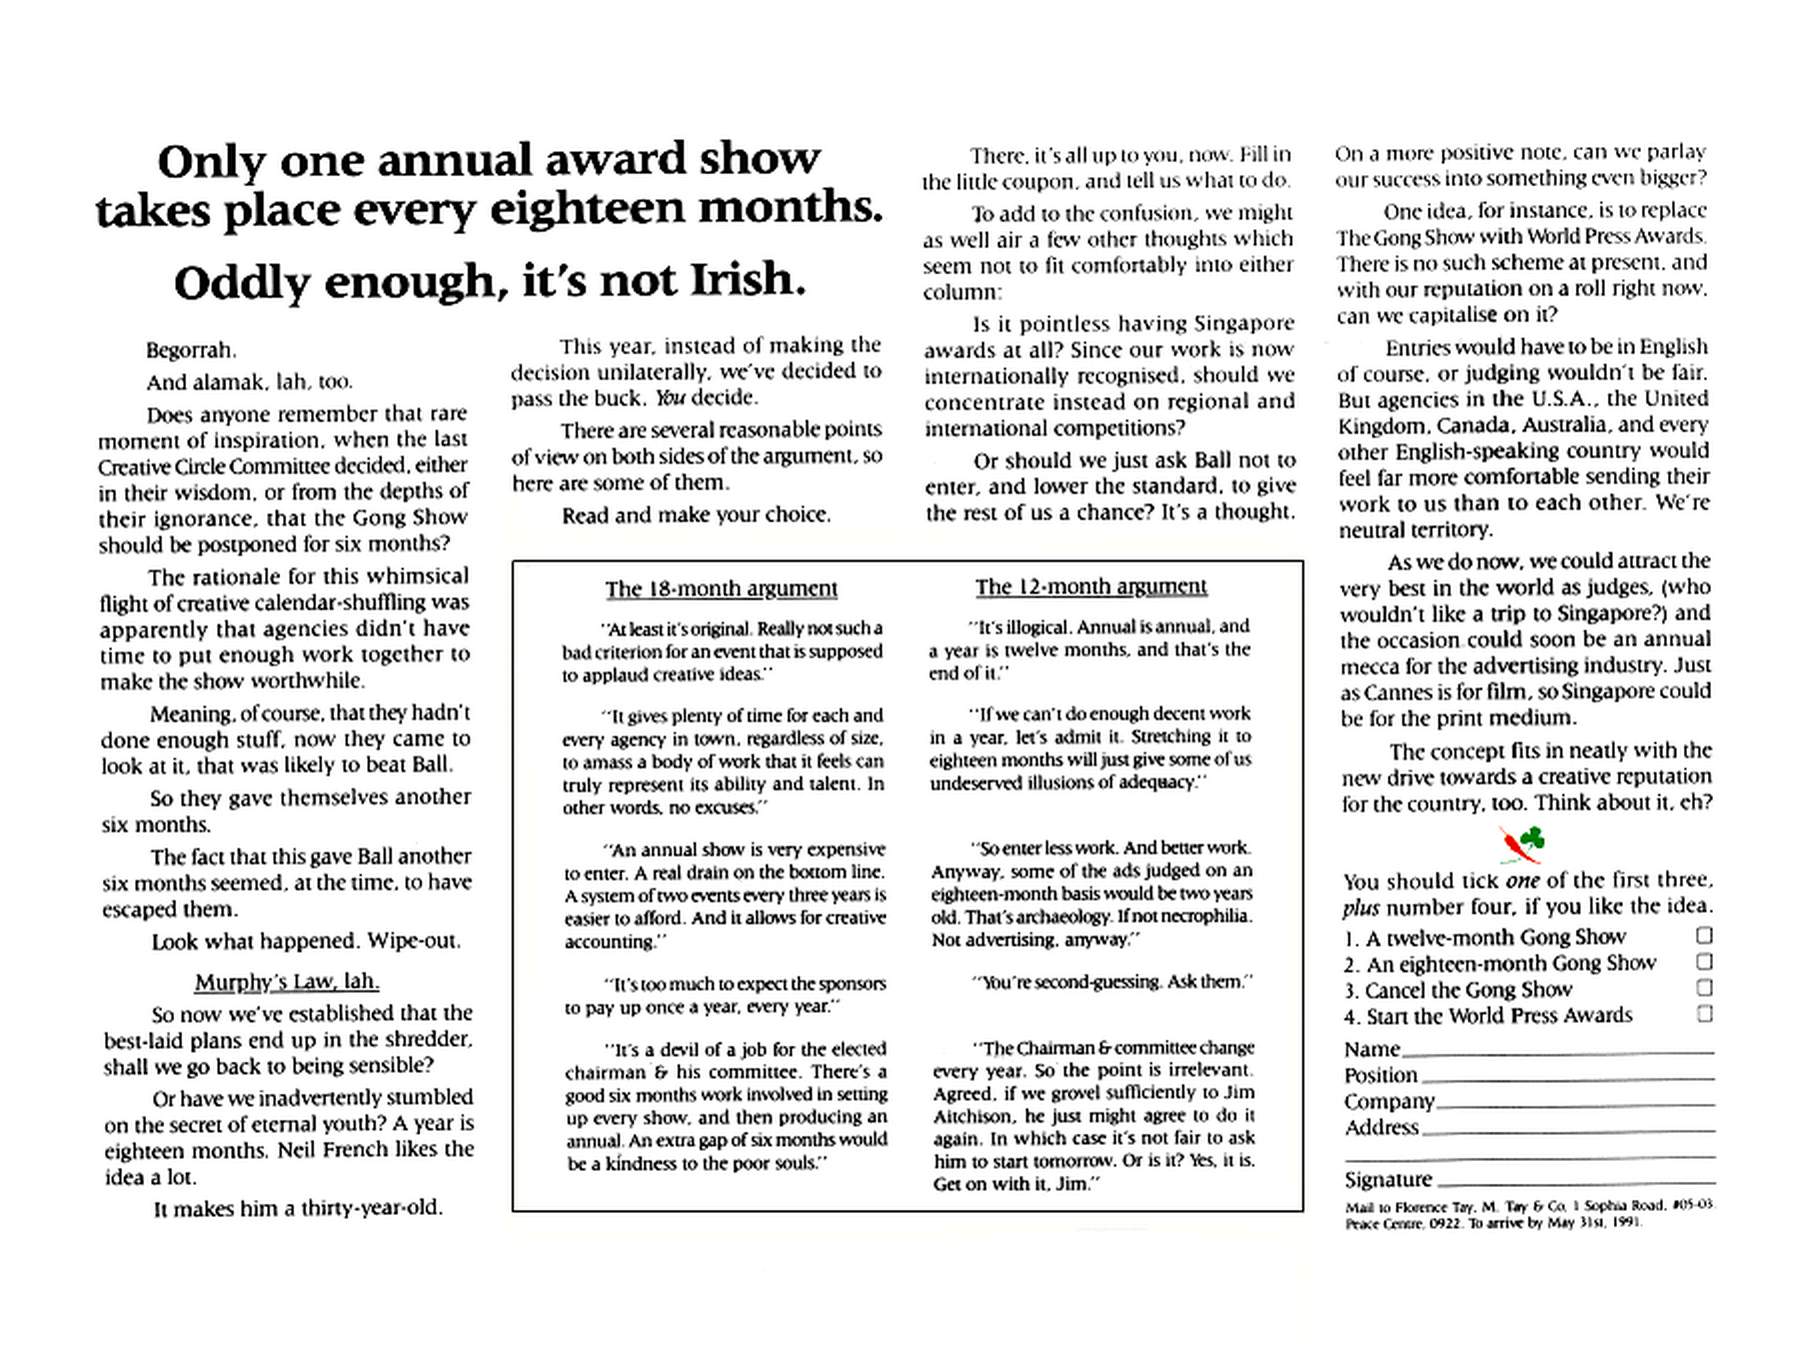 Only one annual award show
takes place every eighteen months.
Oddly enough, it's not Irish.
Begorrah.
And alamak, lah, too.
Does anyone remember that rare
moment of inspiration, when the last
Creative Circle Committee decided, either
in their wisdom, or from the depths of
their ignorance, that the Gong Show
should be postponed for six months?
The rationale for this whimsical
flight of creative calendar-shuffling was
apparently that agencies didn't have
time to put enough work together to
make the show worthwhile.
Meaning, of course, that they hadn't
done enough stuff, now they came to
look at it, that was likely to beat Ball.
So they gave themselves another
six months.
The fact that this gave Ball another
six months seemed, at the time, to have
escaped them.
Look what happened. Wipe-out.
Murphy's Law, lah.
So now we've established that the
best-laid plans end up in the shredder,
shall we go back to being sensible?
Or have we inadvertently stumbled
on the secret of eternal youth? A year is
eighteen months. Neil French likes the
idea a lot.
It makes him a thirty-year-old.
This year, instead of making the
decision unilaterally, we've decided to
pass the buck. You decide.
There are several reasonable points
of view on both sides of the argument, so
here are some of them.
Read and make your choice.
The 18-month argument
"At least it's original. Really not such a
bad criterion for an event that is supposed
to applaud creative ideas."
"It gives plenty of time for each and
every agency in town, regardless of size,
to amass a body of work that it feels can
truly represent its ability and talent. In
other words, no excuses."
"An annual show is very expensive
to enter. A real drain on the bottom line.
A system of two events every three years is
easier to afford. And it allows for creative
accounting."
"It's too much to expect the sponsors
to pay up once a year, every year."
"It's a devil of a job for the elected
chairman & his committee. There's a
good six months work involved in setting
up every show, and then producing an
annual. An extra gap of six months would
be a kindness to the poor souls."
The 12-month argument
"It's illogical. Annual is annual, and
a year is twelve months, and that's the
end of it."
"If we can't do enough decent work
in a year, let's admit it. Stretching it to
eighteen months will just give some of us
undeserved illusions of adequacy."
"So enter less work. And better work.
Anyway, some of the ads judged on an
eighteen-month basis would be two years
old. That's archaeology. If not necrophilia.
Not advertising, anyway."
"You're second-guessing. Ask them."
"The Chairman & committee change
every year. So the point is irrelevant.
Agreed, if we grovel sufficiently to Jim
Aitchison, he just might agree to do it
again. In which case it's not fair to ask
him to start tomorrow. Or is it? Yes, it is.
Get on with it, Jim."
There, it's all up to you, now. Fill in
the little coupon, and tell us what to do.
To add to the confusion, we might
as well air a few other thoughts which
seem not to fit comfortably into either
column:
Is it pointless having Singapore
awards at all? Since our work is now
internationally recognised, should we
concentrate instead on regional and
international competitions?
Or should we just ask Ball not to
enter, and lower the standard, to give
the rest of us a chance? It's a thought.
On a more positive note, can we parlay
our success into something even bigger?
One idea, for instance, is to replace
The Gong Show with World Press Awards.
There is no such scheme at present, and
with our reputation on a roll right now,
can we capitalise on it?
Entries would have to be in English
of course, or judging wouldn't be fair.
But agencies in the U.S.A., the United
Kingdom, Canada, Australia, and every
other English-speaking country would
feel far more comfortable sending their
work to us than to each other. We're
neutral territory.
As we do now, we could attract the
very best in the world as judges, (who
wouldn't like a trip to Singapore?) and
the occasion could soon be an annual
mecca for the advertising industry. Just
as Cannes is for film, so Singapore could
be for the print medium.
The concept fits in neatly with the
new drive towards a creative reputation
for the country, too. Think about it, eh?
You should tick one of the first three,
plus number four, if you like the idea.
1. A twelve-month Gong Show
2. An eighteen-month Gong Show
3. Cancel the Gong Show
4. Start the World Press Awards
Name
Position
Company
Address
Signature
Mail to Florence Tay, M. Tay & Co, 1 Sophia Road, #05-03
Peace Centre, 0922. To arrive by May 31st, 1991.